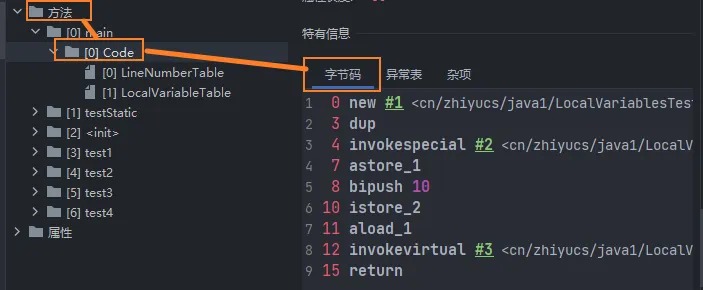 方法
[0] main
[0] Code
[0] LineNumberTable
[1] LocalVariableTable
[1] testStatic
[2] <init>
[3] test1
[4] test2
[5] test3
[6] test4
属性
特有信息
字节码 异常表 杂项
1 0 new #1 <cn/zhiyucs/java1/LocalVariablesTes
2 3 dup
3 4 invokespecial #2 <cn/zhiyucs/java1/LocalV
4 7 astore_1
5 8 bipush 10
6 10 istore_2
7 11 aload_1
8 12 invokevirtual #3 <cn/zhiyucs/java1/LocalV
9 15 return